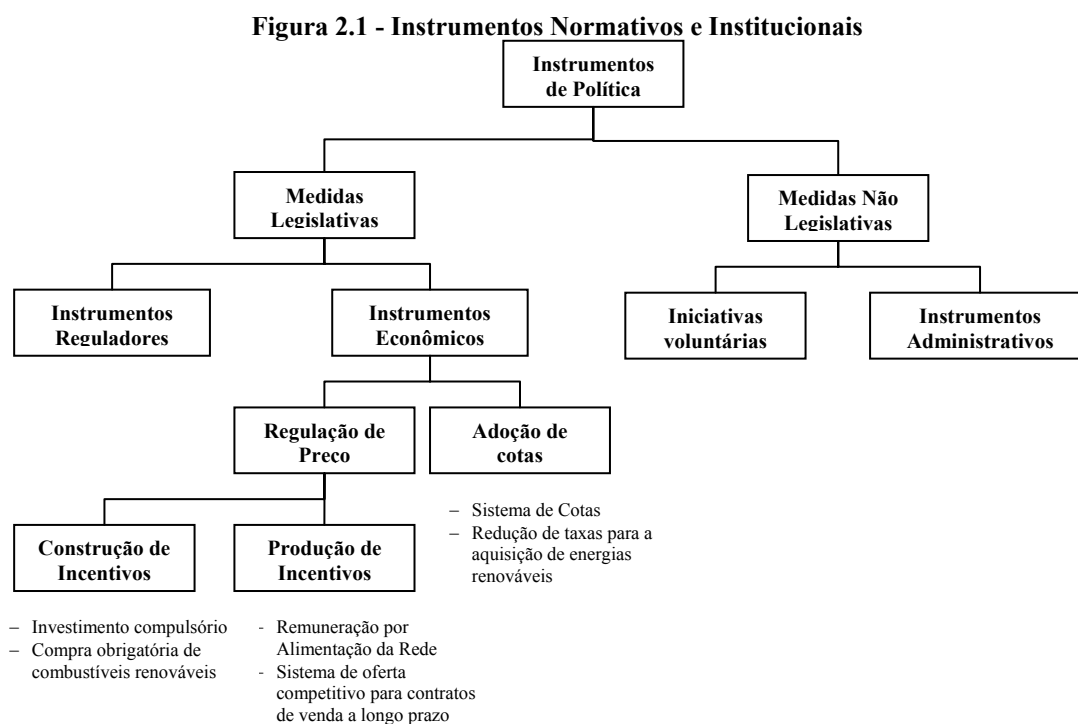 Figura 2.1 - Instrumentos Normativos e Institucionais
Instrumentos
de Política
Medidas
Legislativas
Medidas Não
Legislativas
Instrumentos
Reguladores
Instrumentos
Econômicos
Iniciativas
voluntárias
Instrumentos
Administrativos
Regulação de
Preco
Adoção de
cotas
– Sistema de Cotas
– Redução de taxas para a
aquisição de energias
renováveis
Construção de
Incentivos
Produção de
Incentivos
– Investimento compulsório
– Compra obrigatória de
combustíveis renováveis
- Remuneração por
Alimentação da Rede
- Sistema de oferta
competitivo para contratos
de venda a longo prazo